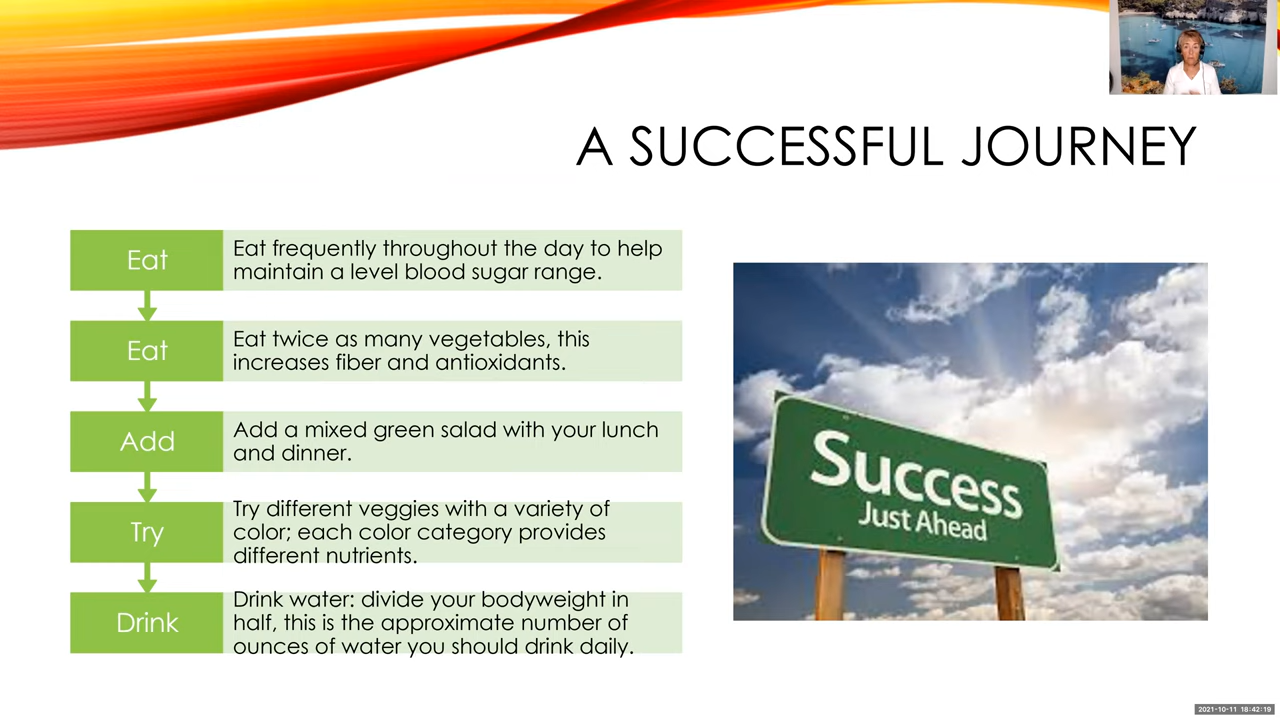 A SUCCESSFUL JOURNEY
Eat
Eat frequently throughout the day to help
maintain a level blood sugar range.
Eat
Eat twice as many vegetables, this
increases fiber and antioxidants.
Add
Add a mixed green salad with your lunch
and dinner.
Try
Try different veggies with a variety of
color; each color category provides
different nutrients.
Drink
Drink water: divide your bodyweight in
half, this is the approximate number of
ounces of water you should drink daily.
Success
Just Ahead
2021-10-11 18:42:19